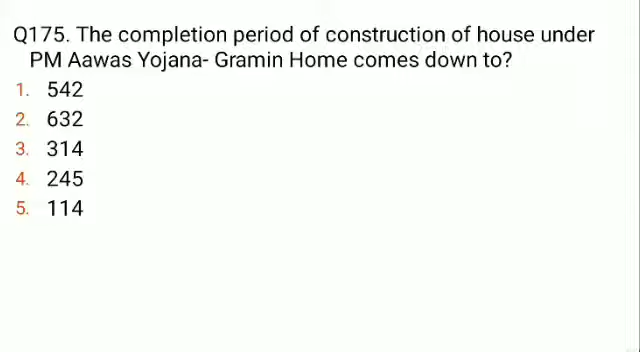 Q175. The completion period of construction of house under
PM Aawas Yojana- Gramin Home comes down to?
1. 542
2. 632
3. 314
4. 245
5. 114